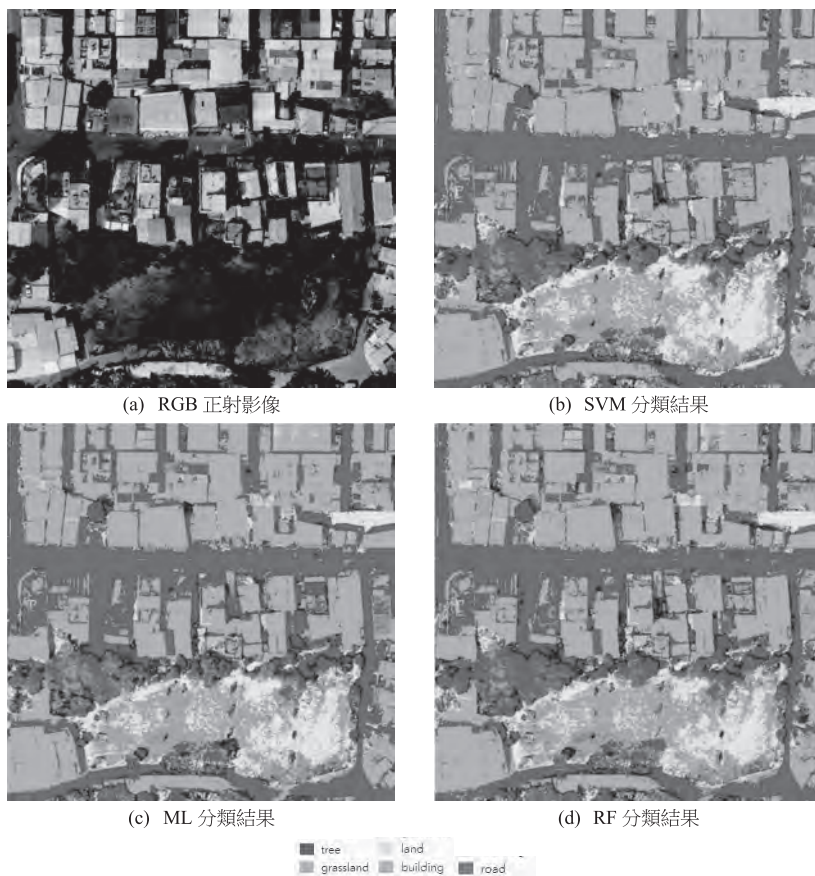 (a) RGB 正射影像
(b) SVM 分類結果
(c) ML 分類結果
(d) RF 分類結果
tree
land
grassland
building
road